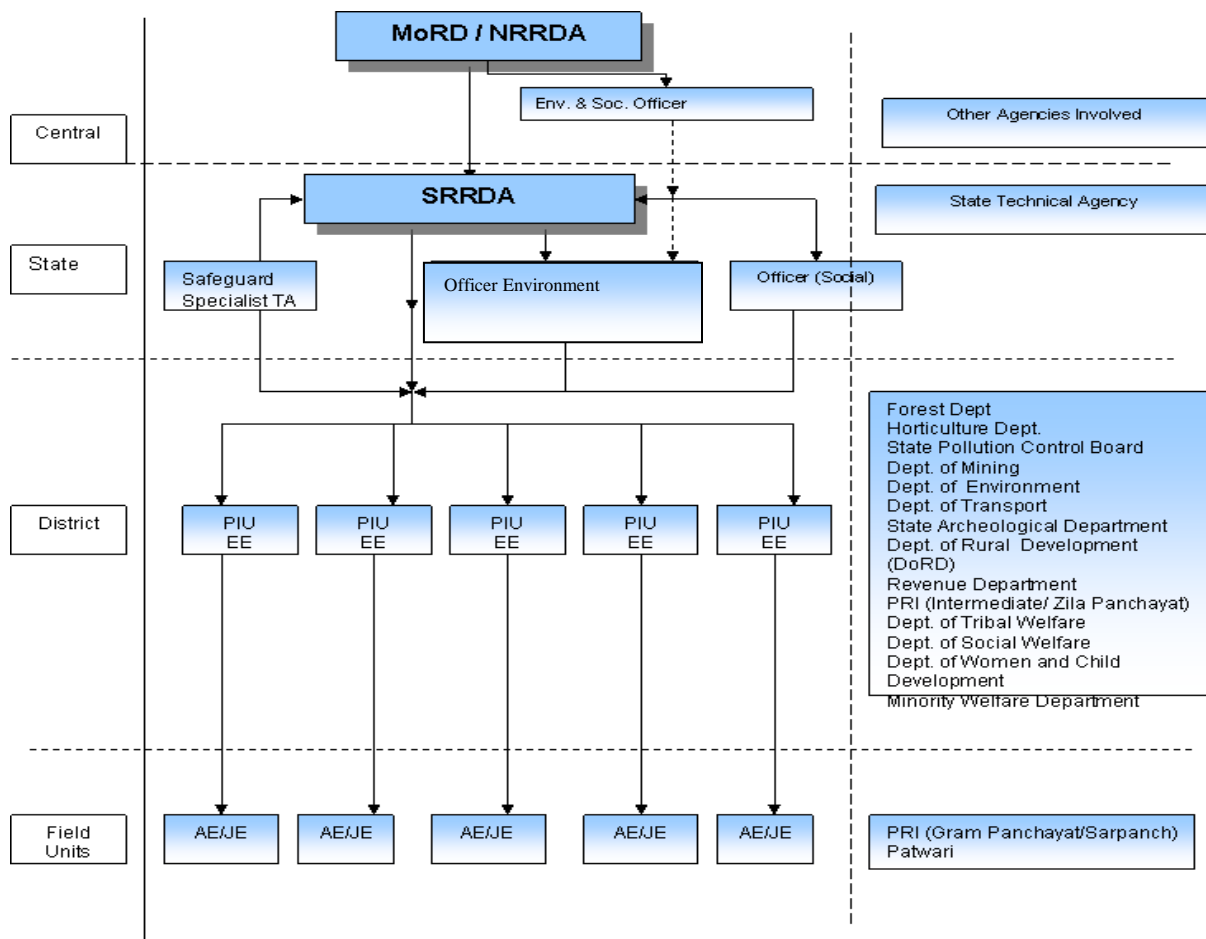 MoRD / NRRDA
Env. & Soc. Officer
Central
Other Agencies Involved
SRRDA
State Technical Agency
State
Safeguard
Specialist TA
Officer Environment
Officer (Social)
Forest Dept
Horticulture Dept.
State Pollution Control Board
Dept. of Mining
Dept. of Environment
Dept. of Transport
State Archeological Department
Dept. of Rural Development
(DoRD)
Revenue Department
PRI (Intermediate/ Zila Panchayat)
Dept. of Tribal Welfare
Dept. of Social Welfare
Dept. of Women and Child
Development
Minority Welfare Department
District
PIU
EE
PIU
EE
PIU
EE
PIU
EE
PIU
EE
Field
Units
AE/JE
AE/JE
AE/JE
AE/JE
AE/JE
PRI (Gram Panchayat/Sarpanch)
Patwari